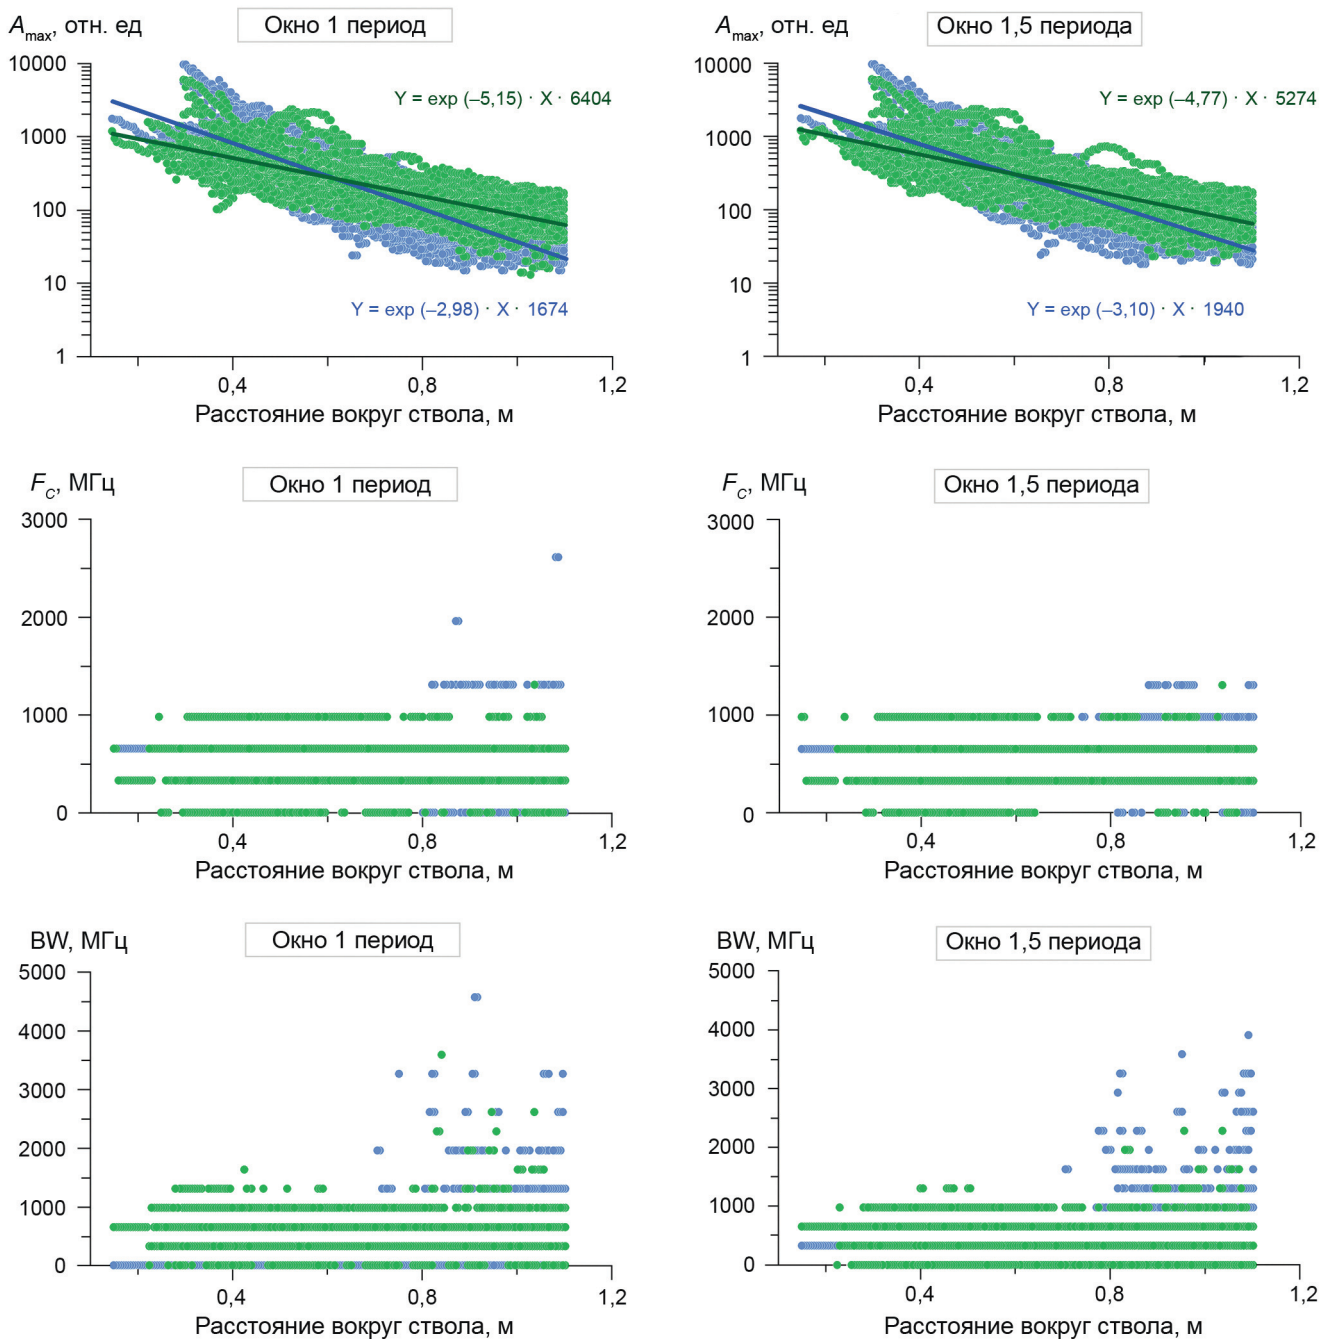 A_max, отн. ед
Окно 1 период
10000
1000
100
10
1
Y = exp (–5,15) · X · 6404
Y = exp (–2,98) · X · 1674
0,4
0,8
1,2
Расстояние вокруг ствола, м
A_max, отн. ед
Окно 1,5 периода
10000
1000
100
10
1
Y = exp (–4,77) · X · 5274
Y = exp (–3,10) · X · 1940
0,4
0,8
1,2
Расстояние вокруг ствола, м
F_C, МГц
Окно 1 период
3000
2000
1000
0
0,4
0,8
1,2
Расстояние вокруг ствола, м
F_C, МГц
Окно 1,5 периода
3000
2000
1000
0
0,4
0,8
1,2
Расстояние вокруг ствола, м
BW, МГц
Окно 1 период
5000
4000
3000
2000
1000
0
0,4
0,8
1,2
Расстояние вокруг ствола, м
BW, МГц
Окно 1,5 периода
5000
4000
3000
2000
1000
0
0,4
0,8
1,2
Расстояние вокруг ствола, м